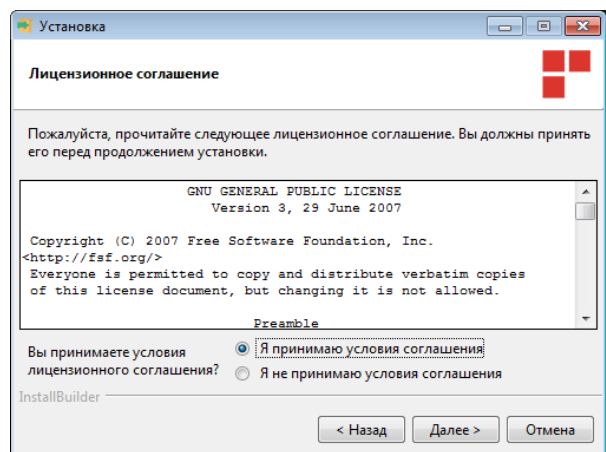 Установка
Лицензионное соглашение
Пожалуйста, прочитайте следующее лицензионное соглашение. Вы должны принять
его перед продолжением установки.
GNU GENERAL PUBLIC LICENSE
Version 3, 29 June 2007
Copyright (C) 2007 Free Software Foundation, Inc.
<http://fsf.org/>
Everyone is permitted to copy and distribute verbatim copies
of this license document, but changing it is not allowed.
Preamble
Вы принимаете условия
лицензионного соглашения?
Я принимаю условия соглашения
Я не принимаю условия соглашения
InstallBuilder
< Назад
Далее >
Отмена